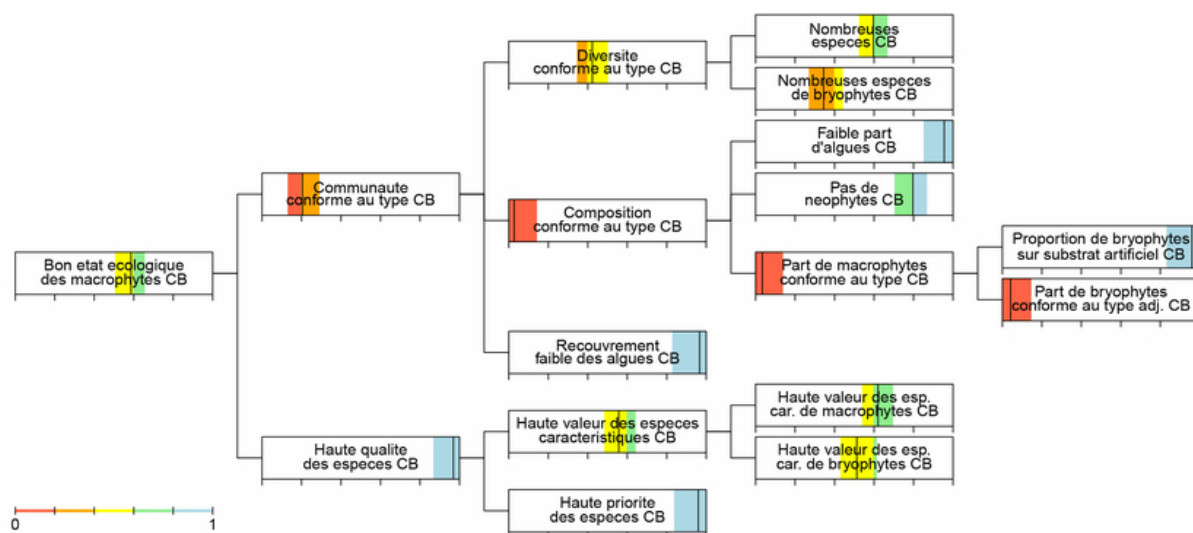 Nombreuses
especes CB
Diversite
conforme au type CB
Nombreuses especes
de bryophytes CB
Faible part
d'algues CB
Communaute
conforme au type CB
Pas de
neophytes CB
Composition
conforme au type CB
Proportion de bryophytes
sur substrat artificiel CB
Bon etat ecologique
des macrophytes CB
Part de macrophytes
conforme au type CB
Part de bryophytes
conforme au type adj. CB
Recouvrement
faible des algues CB
Haute valeur des esp.
car. de macrophytes CB
Haute valeur des especes
caracteristiques CB
Haute qualite
des especes CB
Haute valeur des esp.
car. de bryophytes CB
Haute priorite
des especes CB
0
1